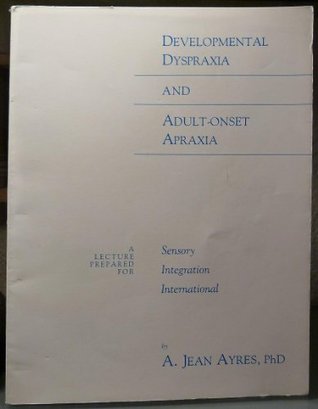 DEVELOPMENTAL
DYSPRAXIA
AND
ADULT-ONSET
APRAXIA
A
LECTURE
PREPARED
FOR
Sensory
Integration
International
by
A. JEAN AYRES, PHD